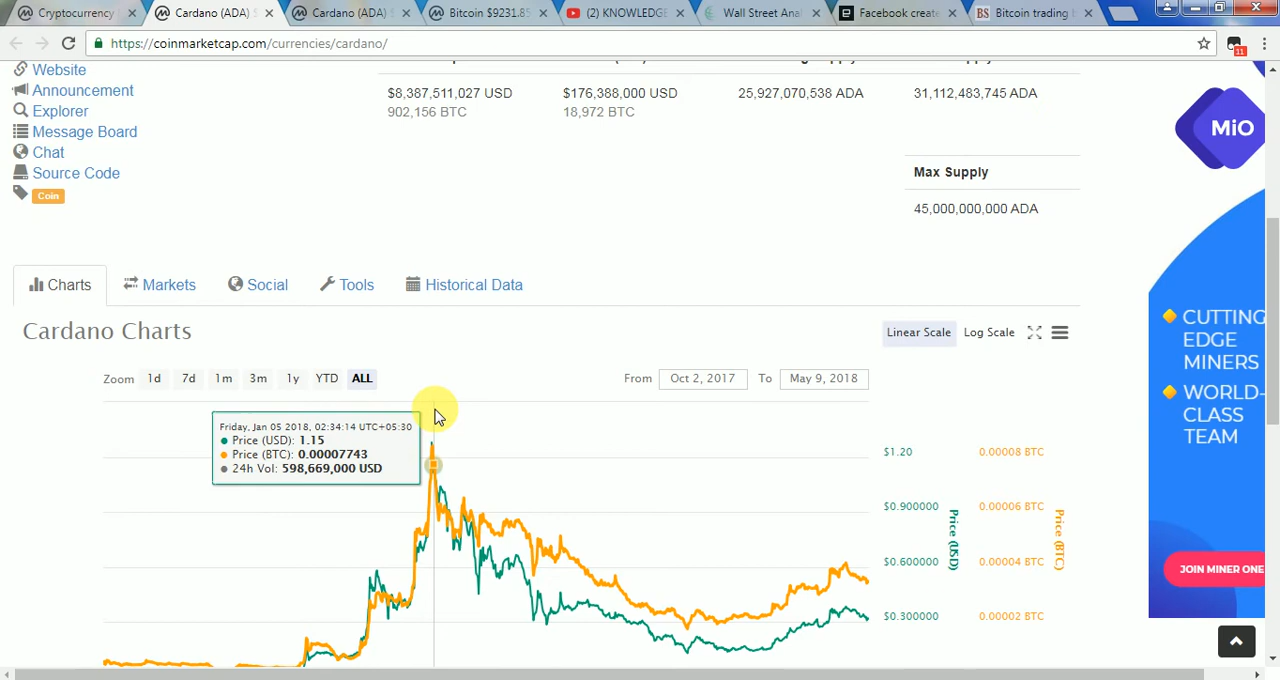 Cryptocurrency
Cardano (ADA) $
Cardano (ADA) $
Bitcoin $9231.85
(2) KNOWLEDGE
Wall Street Ana
Facebook create
BS Bitcoin trading b
https://coinmarketcap.com/currencies/cardano/
11
Website
Announcement
Explorer
Message Board
Chat
Source Code
Coin
$8,387,511,027 USD
902,156 BTC
$176,388,000 USD
18,972 BTC
25,927,070,538 ADA
31,112,483,745 ADA
Max Supply
45,000,000,000 ADA
MiO
CUTTING
EDGE
MINERS
WORLD-
CLASS
TEAM
JOIN MINER ONE
Charts
Markets
Social
Tools
Historical Data
Cardano Charts
Linear Scale
Log Scale
Zoom 1d 7d 1m 3m 1y YTD ALL
From Oct 2, 2017 To May 9, 2018
Friday, Jan 05 2018, 02:34:14 UTC+05:30
Price (USD): 1.15
Price (BTC): 0.00007743
24h Vol: 598,669,000 USD
$1.20
$0.900000
$0.600000
$0.300000
Price (USD)
0.00008 BTC
0.00006 BTC
0.00004 BTC
0.00002 BTC
Price (BTC)